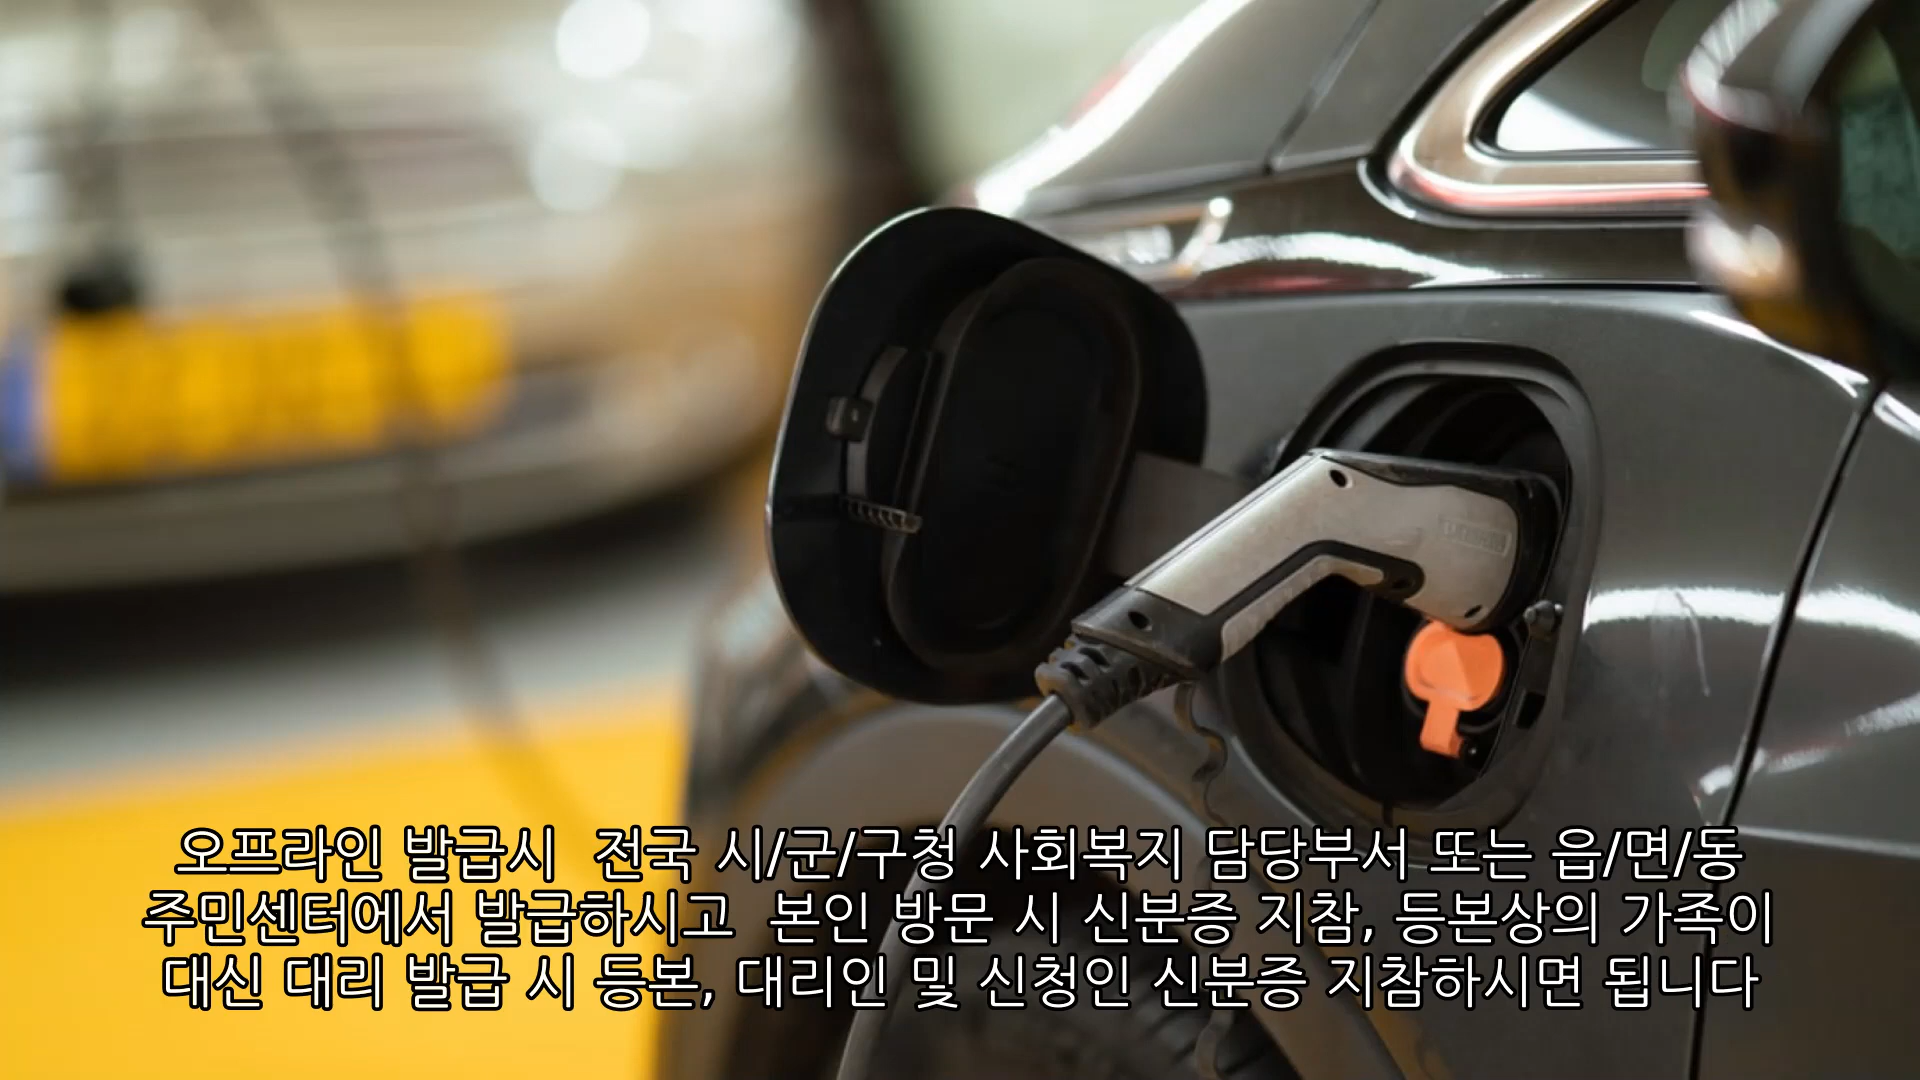 오프라인 발급시  전국 시/군/구청 사회복지 담당부서 또는 읍/면/동
주민센터에서 발급하시고  본인 방문 시 신분증 지참, 등본상의 가족이
대신 대리 발급 시 등본, 대리인 및 신청인 신분증 지참하시면 됩니다